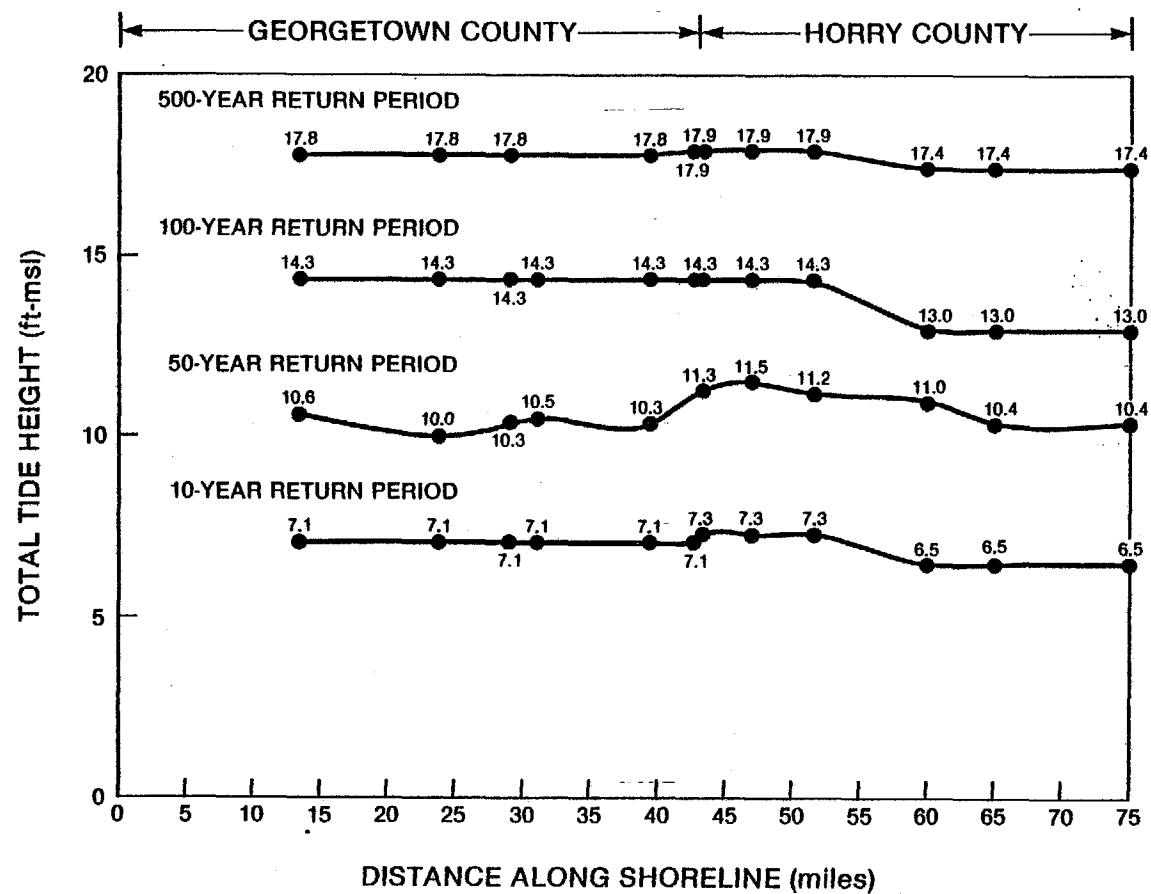 GEORGETOWN COUNTY HORRY COUNTY
20
500-YEAR RETURN PERIOD
17.8 17.8 17.8 17.8 17.9 17.9 17.9 17.4 17.4 17.4
17.9
100-YEAR RETURN PERIOD
15
14.3 14.3 14.3 14.3 14.3 14.3 14.3 13.0 13.0 13.0
14.3
50-YEAR RETURN PERIOD
10.6 10.0 10.5 10.3 11.3 11.5 11.2 11.0 10.4 10.4
10.3
10
10-YEAR RETURN PERIOD
7.1 7.1 7.1 7.1 7.3 7.3 7.3 6.5 6.5 6.5
7.1 7.1
5
0
0 5 10 15 20 25 30 35 40 45 50 55 60 65 70 75
TOTAL TIDE HEIGHT (ft-msl)
DISTANCE ALONG SHORELINE (miles)